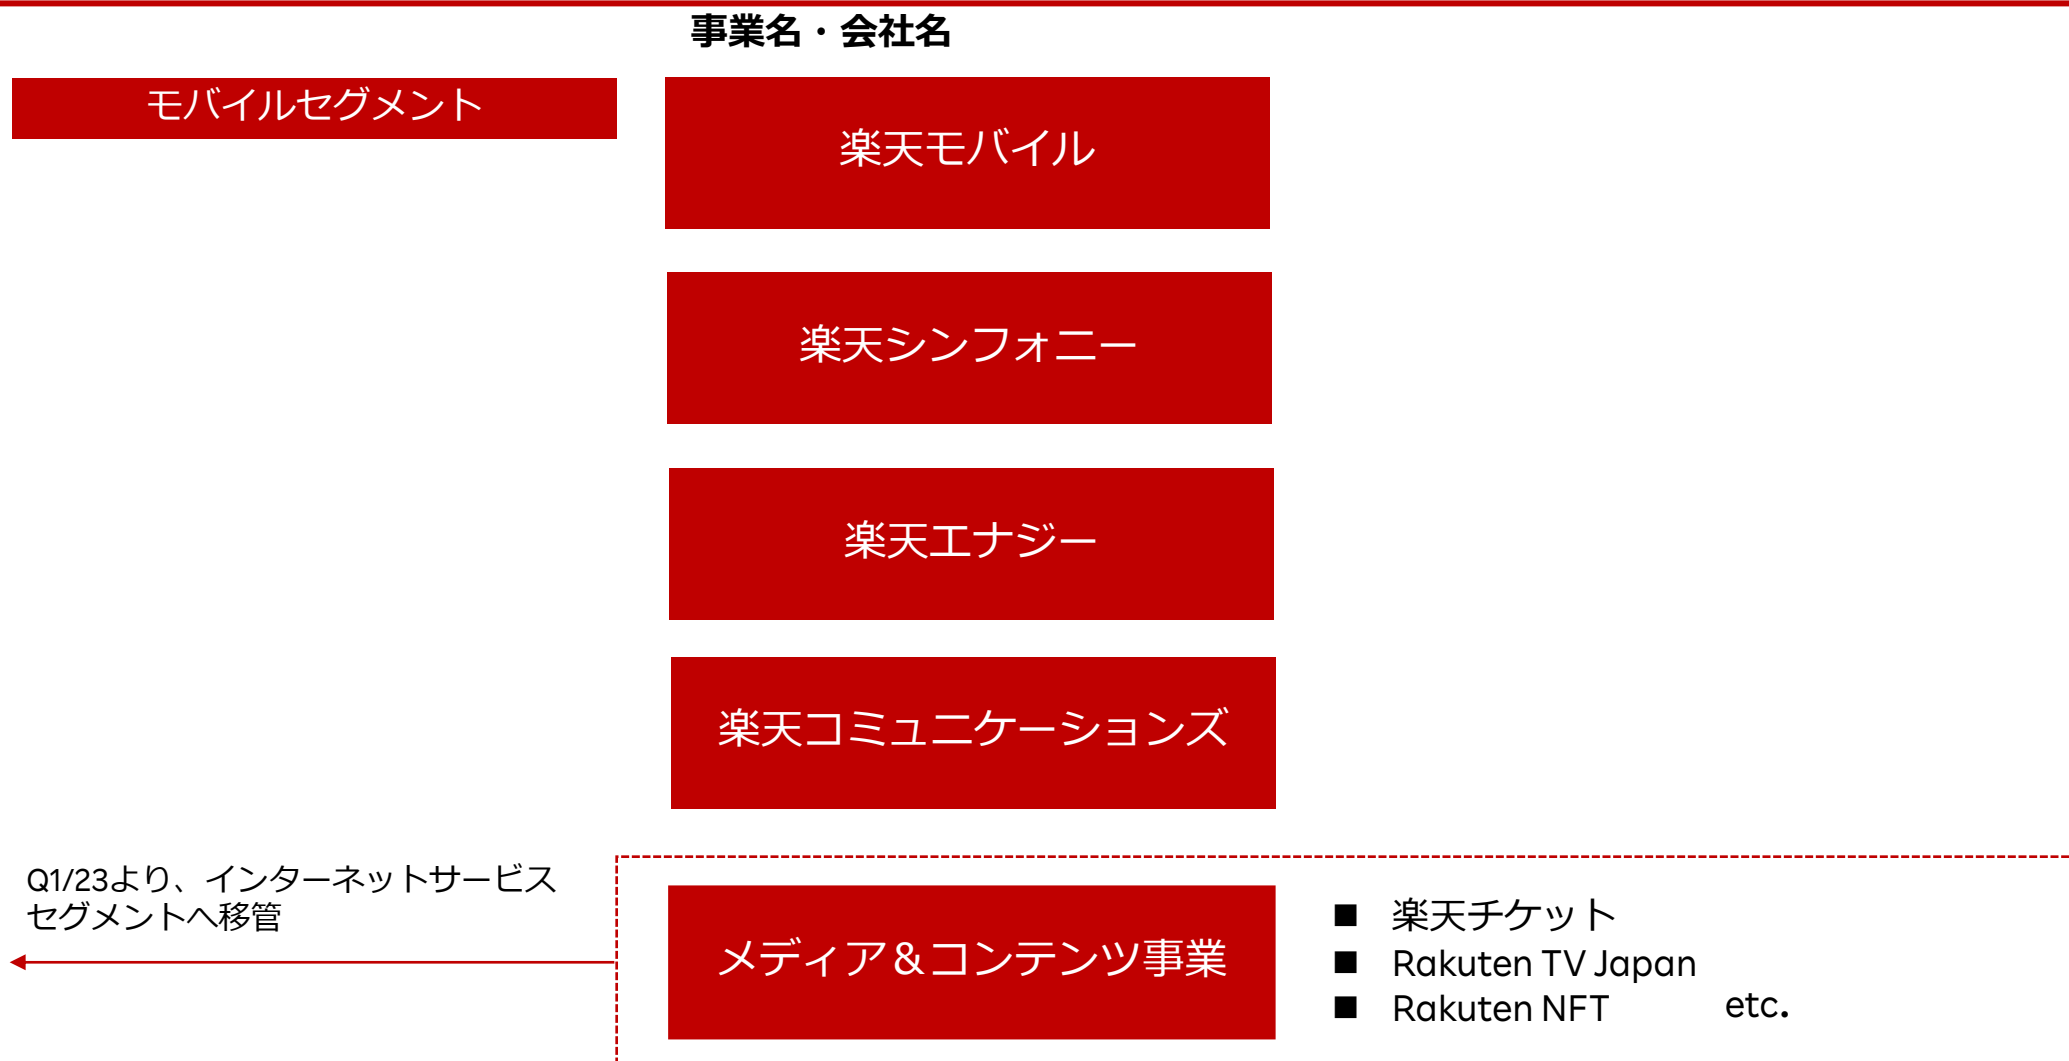 事業名・会社名
モバイルセグメント
楽天モバイル
楽天シンフォニー
楽天エナジー
楽天コミュニケーションズ
Q1/23より、インターネットサービス
セグメントへ移管
メディア＆コンテンツ事業
■ 楽天チケット
■ Rakuten TV Japan
■ Rakuten NFT etc.